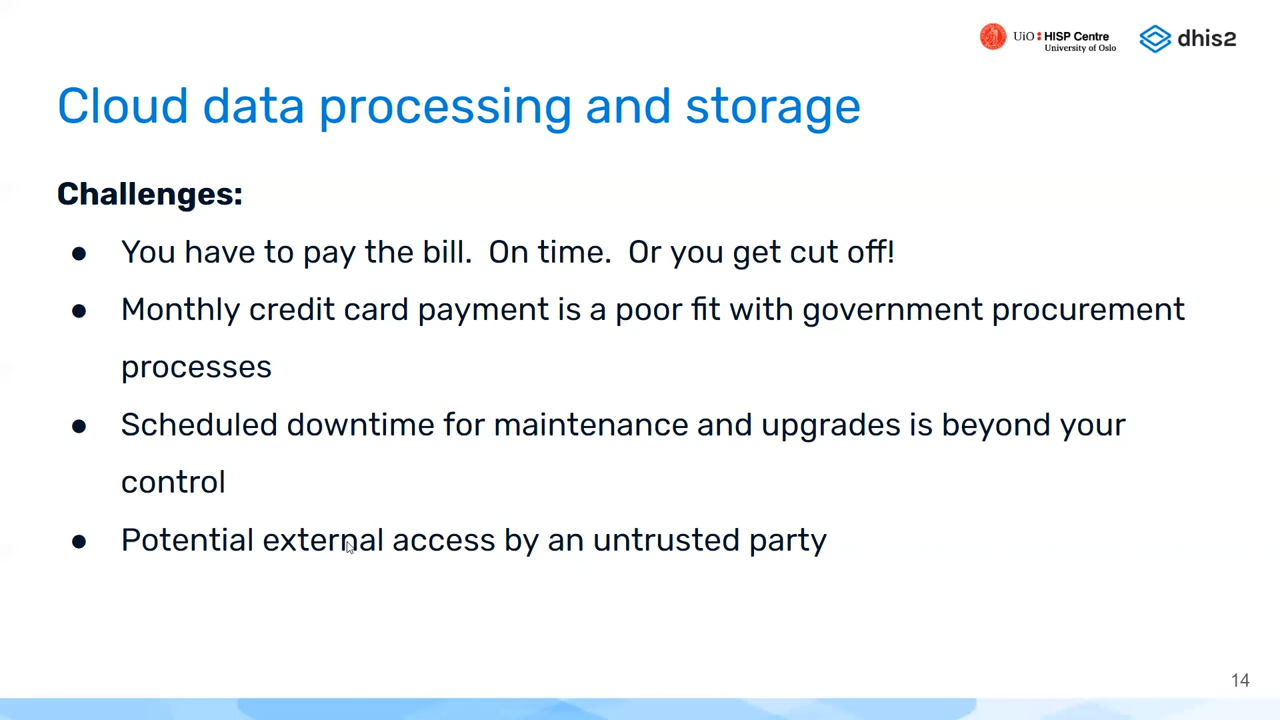 UiO: HISP Centre
University of Oslo
dhis2
Cloud data processing and storage
Challenges:
● You have to pay the bill.  On time.  Or you get cut off!
● Monthly credit card payment is a poor fit with government procurement
processes
● Scheduled downtime for maintenance and upgrades is beyond your
control
● Potential external access by an untrusted party
14